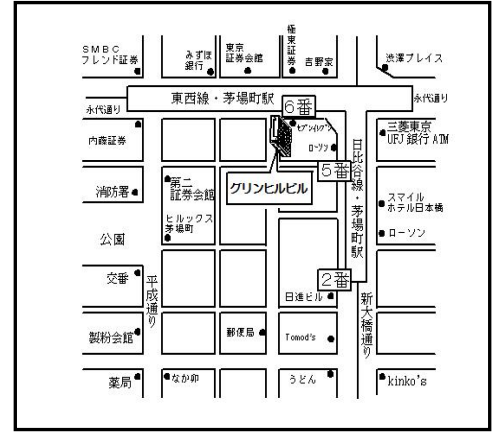 SMBC
フレンド証券
みずほ
銀行
東京
証券会館
極東証券
吉野家
渋澤プレイス
東西線・茅場町駅
永代通り
永代通り
6番
内藤証券
セブンイレブン
ローソン
三菱東京
UFJ銀行ATM
5番
日比谷線・茅場町駅
グリンヒルビル
消防署
第二
証券会館
ヒルックス
茅場町
スマイル
ホテル日本橋
ローソン
公園
交番
平成通り
2番
日進ビル
新大橋通り
製粉会館
郵便局
Tomod's
薬局
なか卯
うどん
kinko's